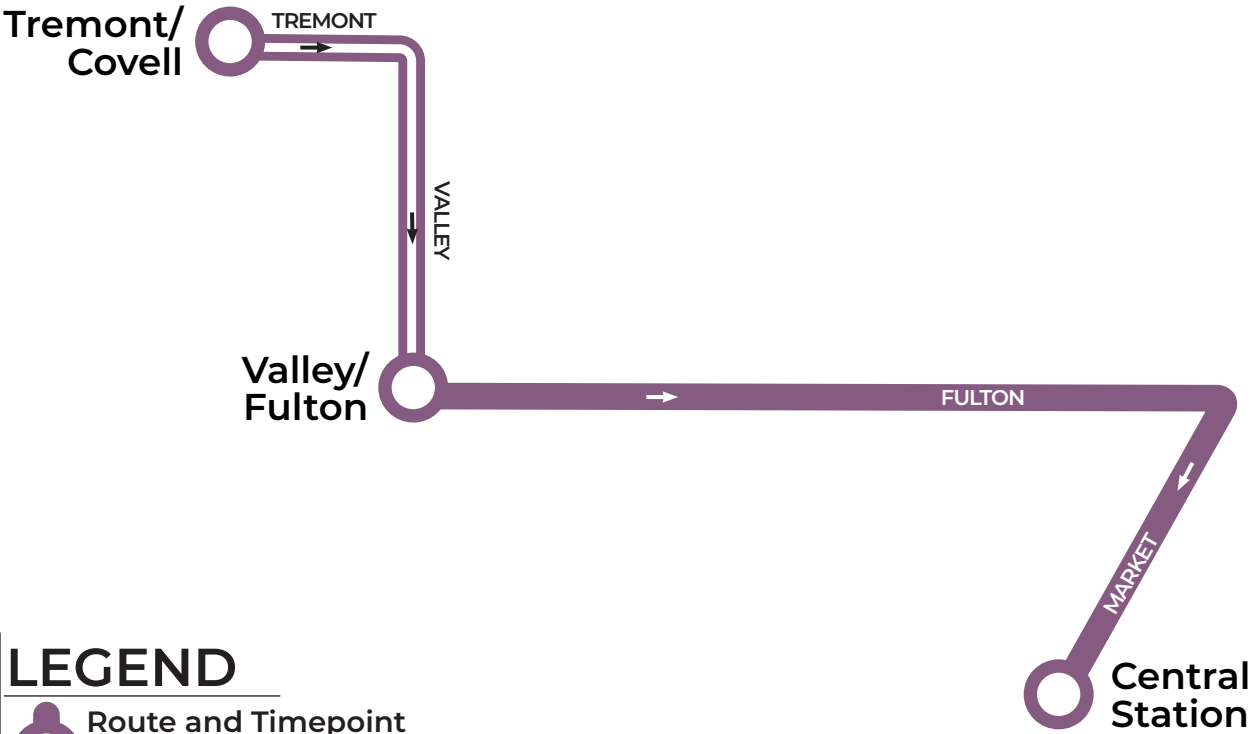 Tremont/
Covell
TREMONT
VALLEY
Valley/
Fulton
FULTON
MARKET
Central
Station
LEGEND
Route and Timepoint